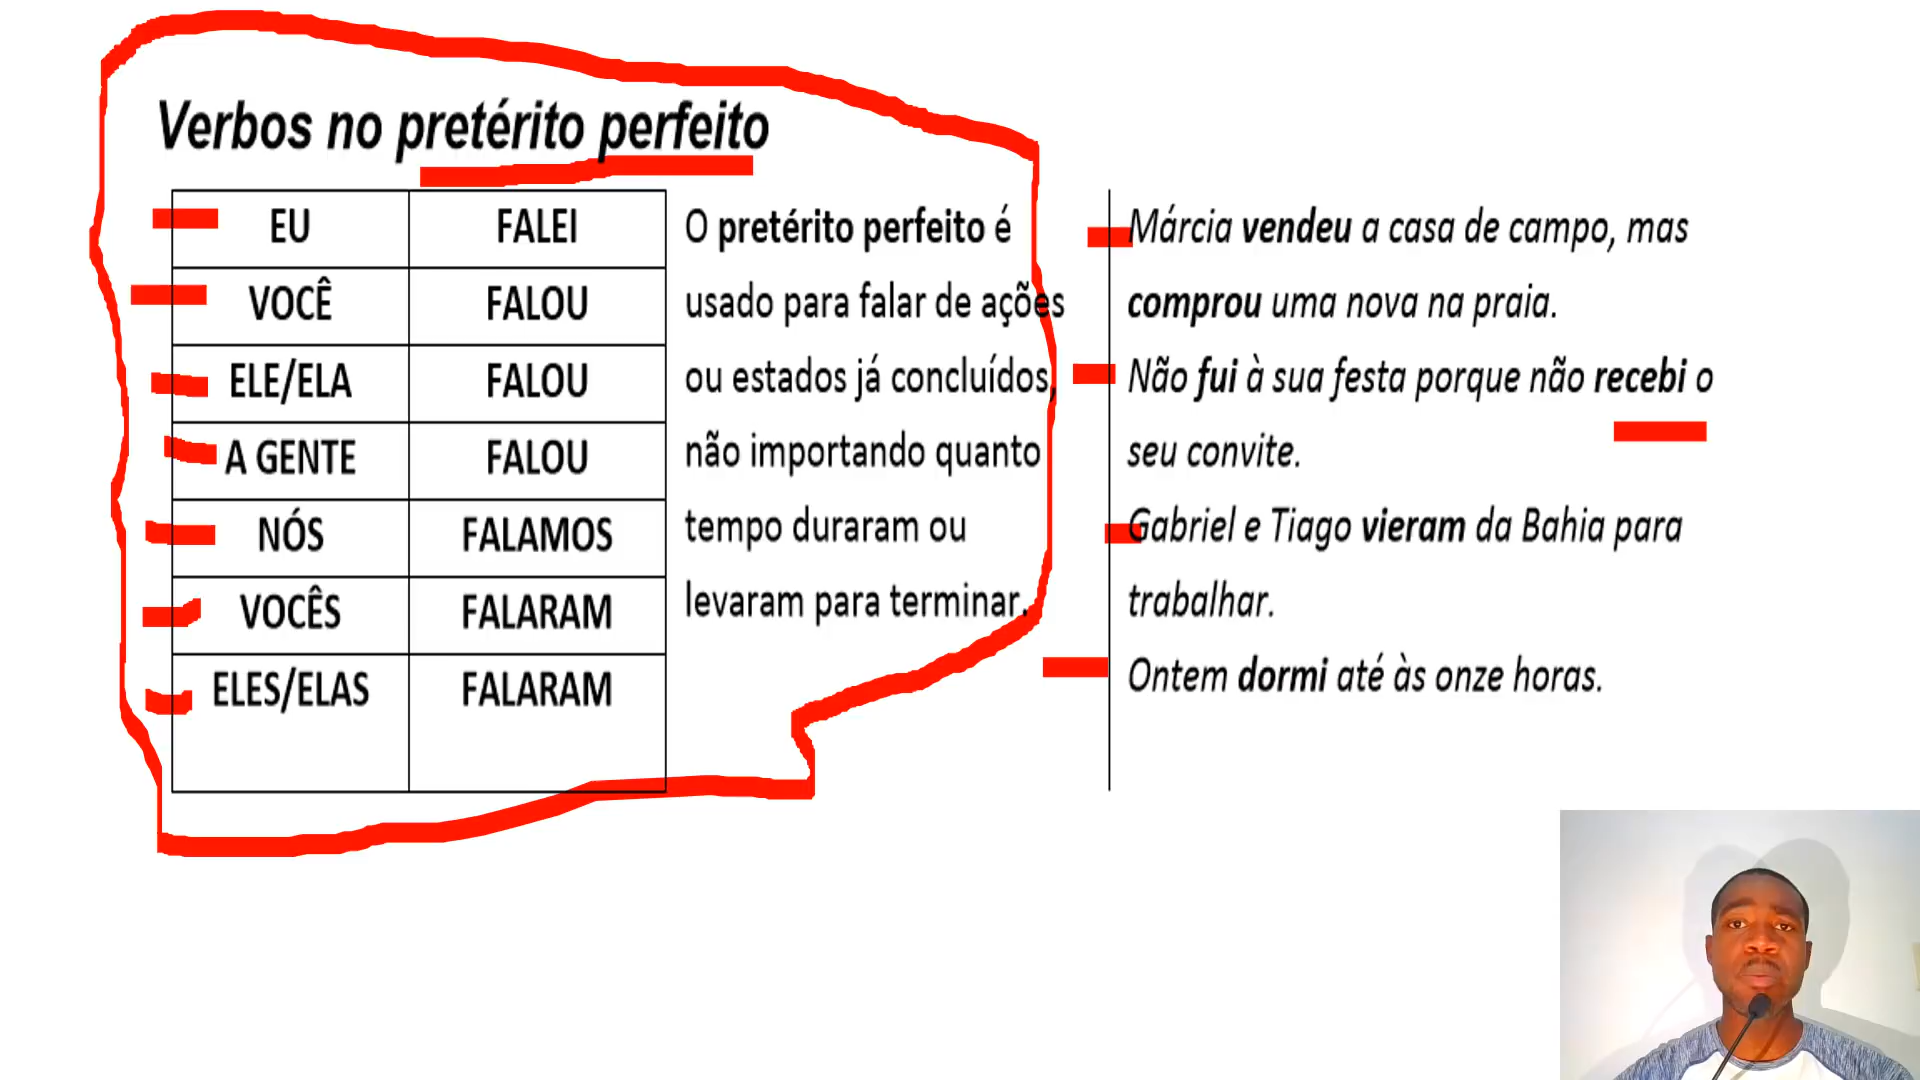 Verbos no pretérito perfeito
EU FALEI
VOCÊ FALOU
ELE/ELA FALOU
A GENTE FALOU
NÓS FALAMOS
VOCÊS FALARAM
ELES/ELAS FALARAM
O pretérito perfeito é
usado para falar de ações
ou estados já concluídos,
não importando quanto
tempo duraram ou
levaram para terminar.
Márcia vendeu a casa de campo, mas
comprou uma nova na praia.
Não fui à sua festa porque não recebi o
seu convite.
Gabriel e Tiago vieram da Bahia para
trabalhar.
Ontem dormi até às onze horas.